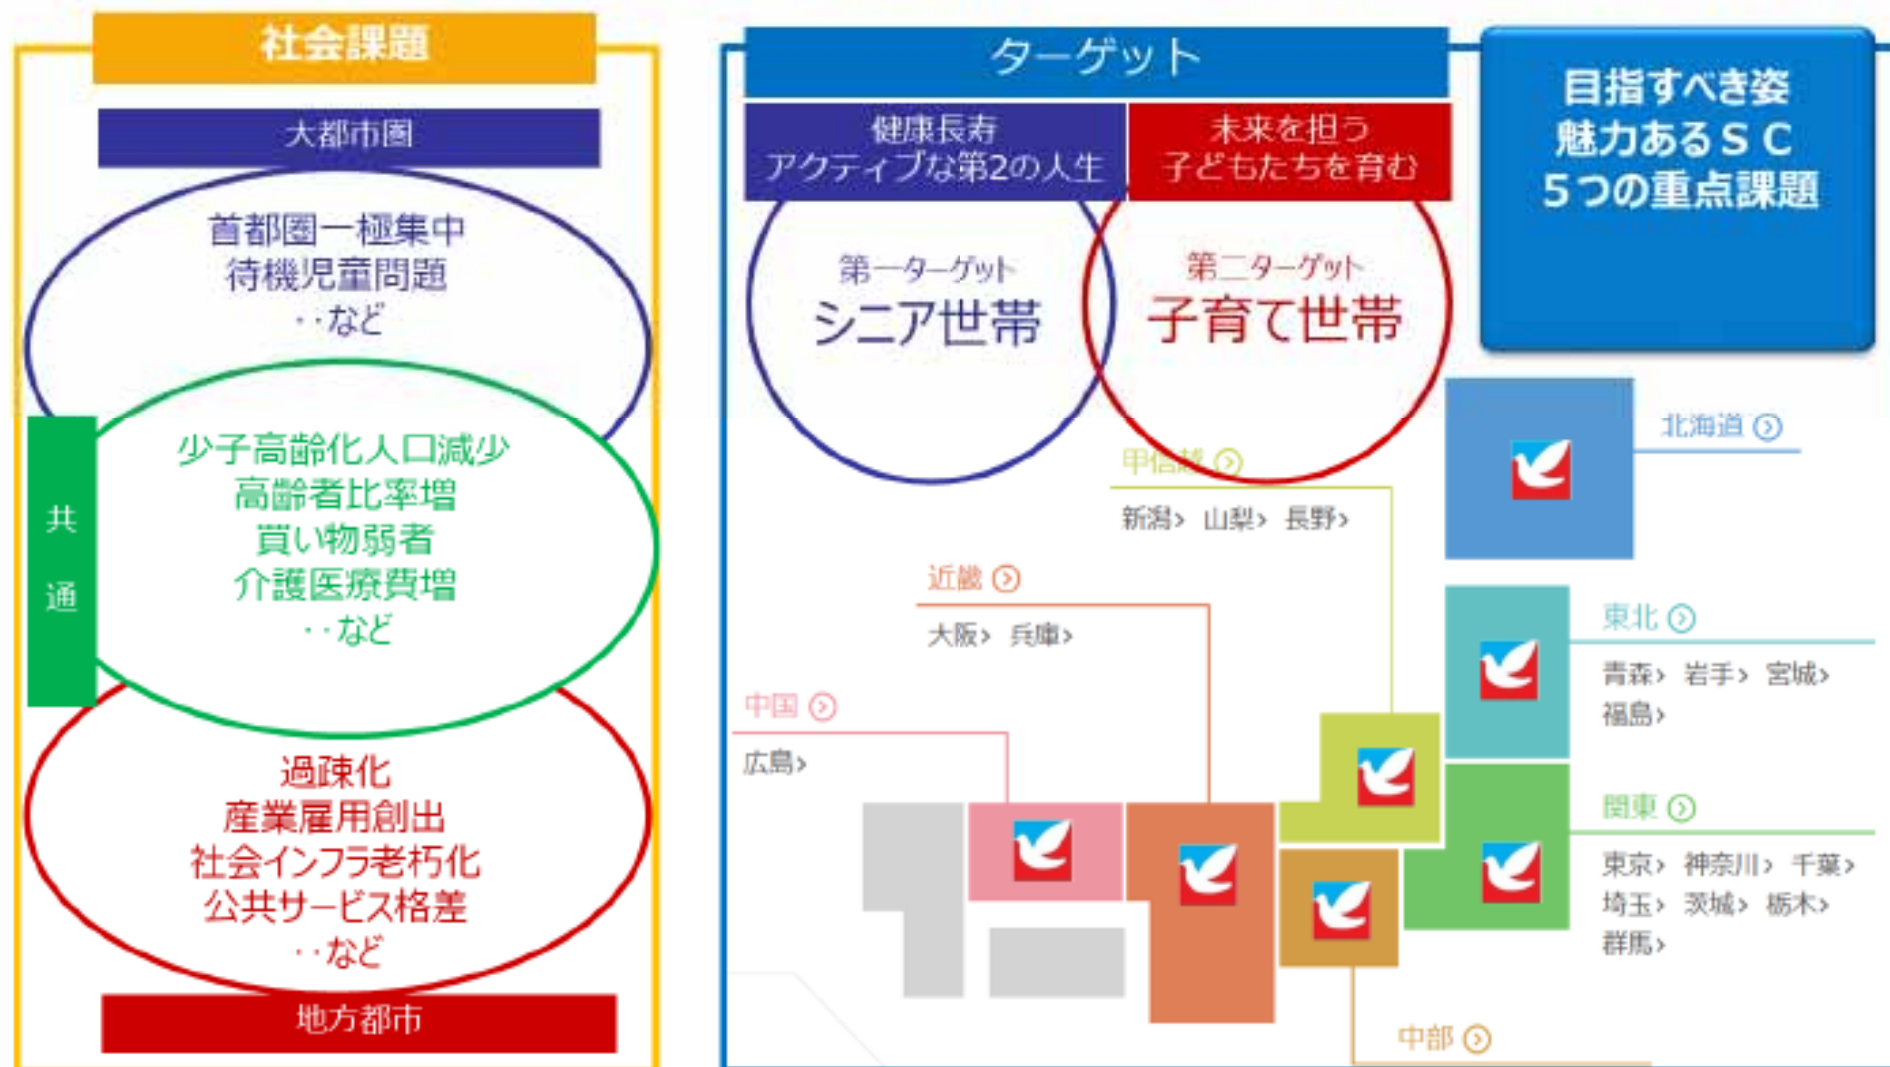 社会課題
大都市圏
首都圏一極集中
待機児童問題
‥など
共通
少子高齢化人口減少
高齢者比率増
買い物弱者
介護医療費増
‥など
過疎化
産業雇用創出
社会インフラ老朽化
公共サービス格差
‥など
地方都市
ターゲット
健康長寿
アクティブな第2の人生
未来を担う
子どもたちを育む
第一ターゲット
シニア世帯
第二ターゲット
子育て世帯
目指すべき姿
魅力あるＳＣ
５つの重点課題
北海道
甲信越
新潟› 山梨› 長野›
近畿
大阪› 兵庫›
中国
広島›
東北
青森› 岩手› 宮城›
福島›
関東
東京› 神奈川› 千葉›
埼玉› 茨城› 栃木›
群馬›
中部